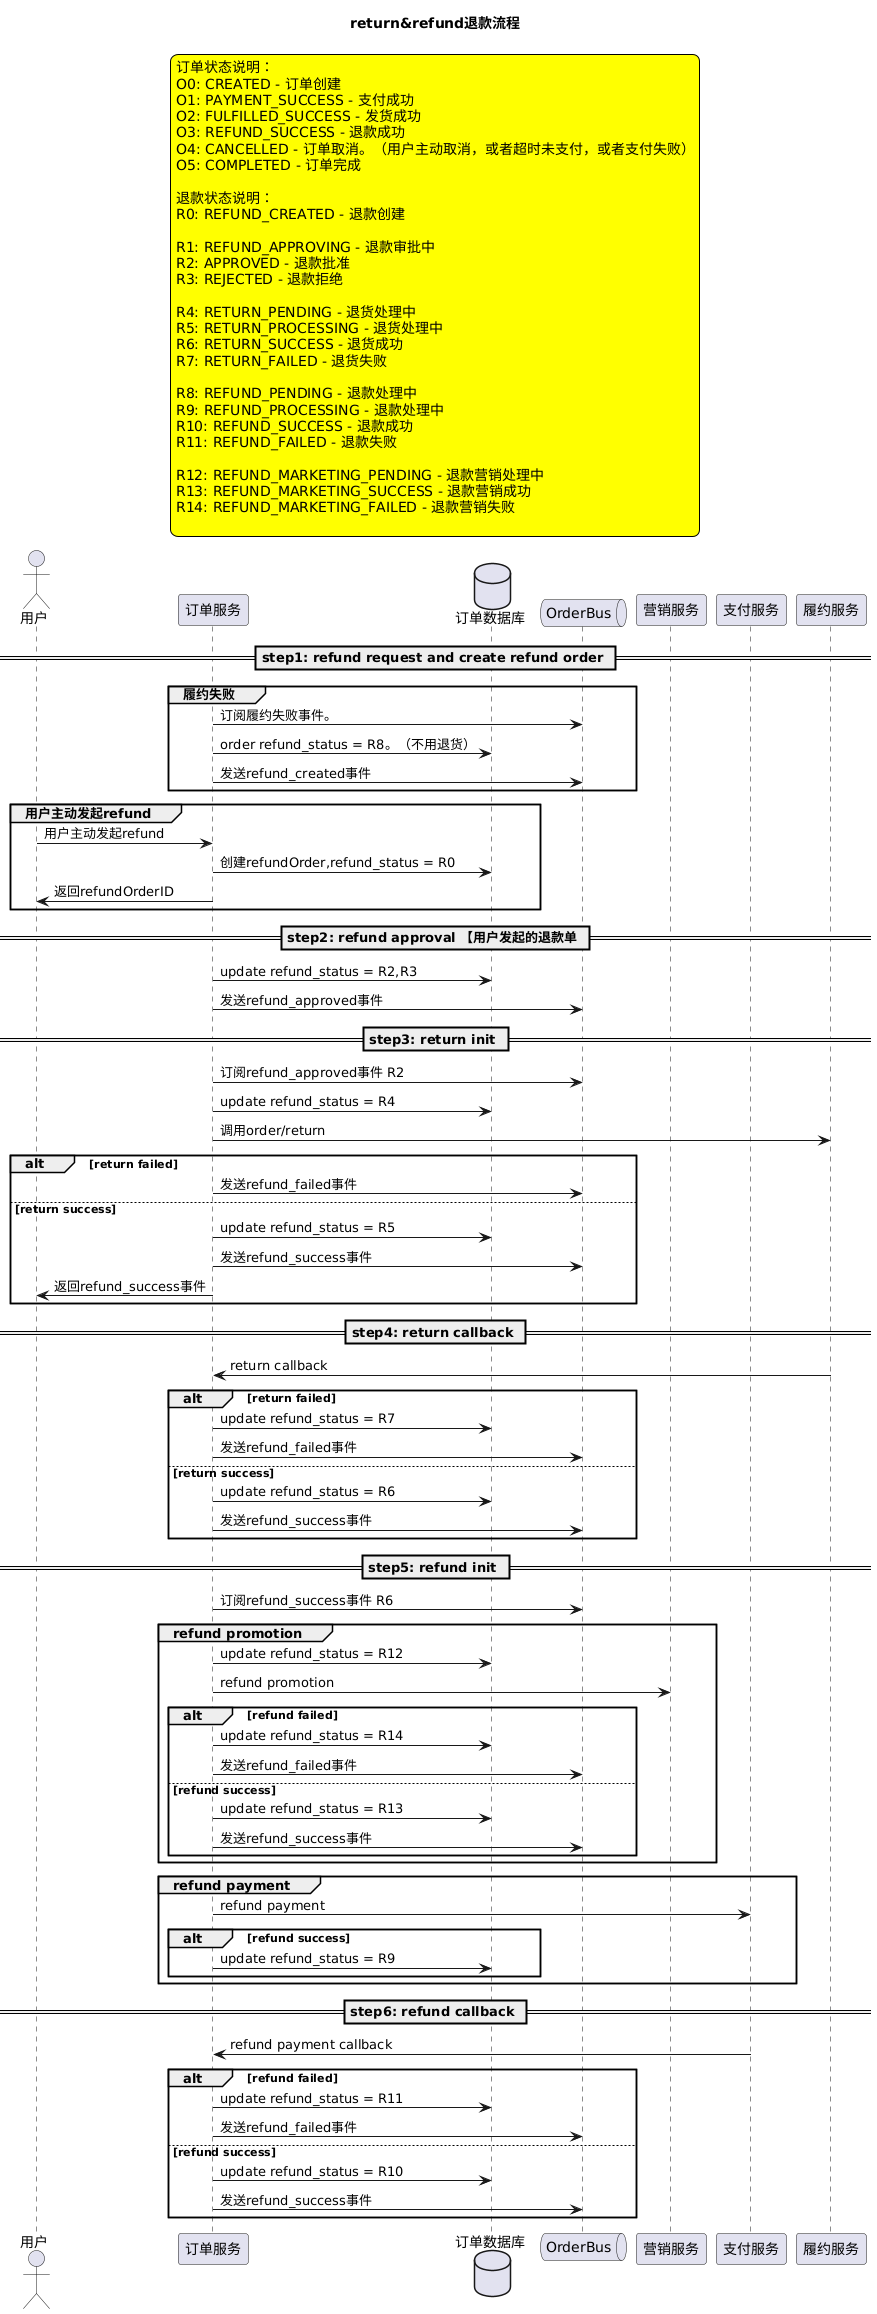 return&refund退款流程
订单状态说明：
O0: CREATED - 订单创建
O1: PAYMENT_SUCCESS - 支付成功
O2: FULFILLED_SUCCESS - 发货成功
O3: REFUND_SUCCESS - 退款成功
O4: CANCELLED - 订单取消。（用户主动取消，或者超时未支付，或者支付失败）
O5: COMPLETED - 订单完成
退款状态说明：
R0: REFUND_CREATED - 退款创建
R1: REFUND_APPROVING - 退款审批中
R2: APPROVED - 退款批准
R3: REJECTED - 退款拒绝
R4: RETURN_PENDING - 退货处理中
R5: RETURN_PROCESSING - 退货处理中
R6: RETURN_SUCCESS - 退货成功
R7: RETURN_FAILED - 退货失败
R8: REFUND_PENDING - 退款处理中
R9: REFUND_PROCESSING - 退款处理中
R10: REFUND_SUCCESS - 退款成功
R11: REFUND_FAILED - 退款失败
R12: REFUND_MARKETING_PENDING - 退款营销处理中
R13: REFUND_MARKETING_SUCCESS - 退款营销成功
R14: REFUND_MARKETING_FAILED - 退款营销失败
用户
订单服务
订单数据库
OrderBus
营销服务
支付服务
履约服务
step1: refund request and create refund order
履约失败
订阅履约失败事件。
order refund_status = R8。（不用退货）
发送refund_created事件
用户主动发起refund
用户主动发起refund
创建refundOrder,refund_status = R0
返回refundOrderID
step2: refund approval 【用户发起的退款单
update refund_status = R2,R3
发送refund_approved事件
step3: return init
订阅refund_approved事件 R2
update refund_status = R4
调用order/return
alt [return failed]
发送refund_failed事件
[return success]
update refund_status = R5
发送refund_success事件
返回refund_success事件
step4: return callback
return callback
alt [return failed]
update refund_status = R7
发送refund_failed事件
[return success]
update refund_status = R6
发送refund_success事件
step5: refund init
订阅refund_success事件 R6
refund promotion
update refund_status = R12
refund promotion
alt [refund failed]
update refund_status = R14
发送refund_failed事件
[refund success]
update refund_status = R13
发送refund_success事件
refund payment
refund payment
alt [refund success]
update refund_status = R9
step6: refund callback
refund payment callback
alt [refund failed]
update refund_status = R11
发送refund_failed事件
[refund success]
update refund_status = R10
发送refund_success事件
用户
订单服务
订单数据库
OrderBus
营销服务
支付服务
履约服务